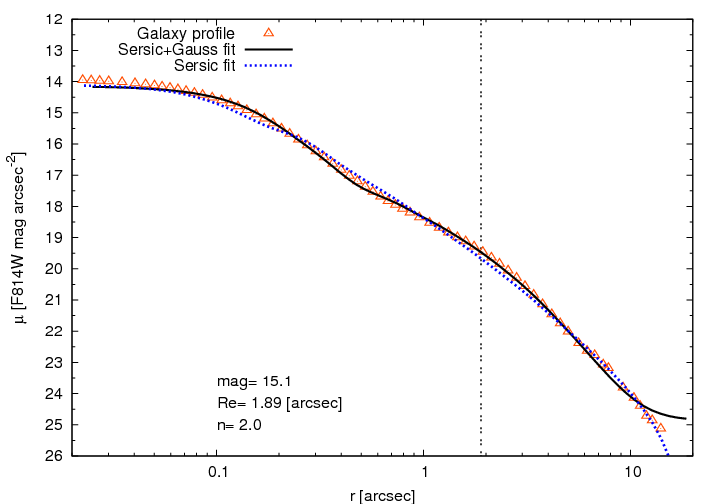 Galaxy profile
Sersic+Gauss fit
Sersic fit
12
13
14
15
16
17
18
19
20
21
22
23
24
25
26
μ [F814W mag arcsec-2]
mag= 15.1
Re= 1.89 [arcsec]
n= 2.0
0.1 1 10
r [arcsec]